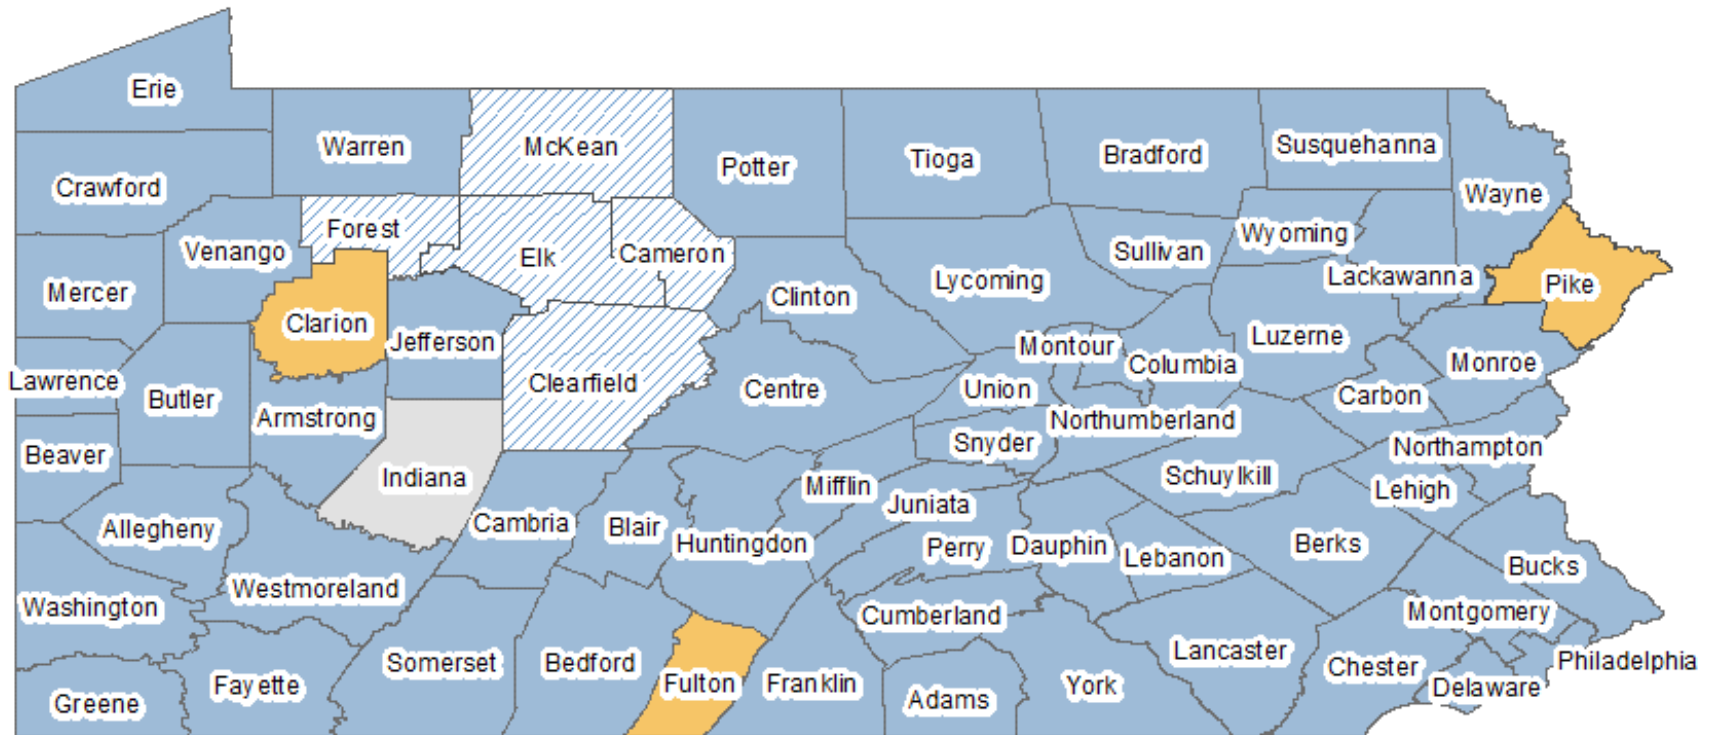 Erie
Warren
McKean
Potter
Tioga
Bradford
Susquehanna
Crawford
Wayne
Forest
Venango
Elk
Cameron
Sullivan
Wyoming
Mercer
Clarion
Clinton
Lycoming
Lackawanna
Pike
Jefferson
Montour
Luzerne
Columbia
Monroe
Lawrence
Butler
Clearfield
Centre
Union
Carbon
Armstrong
Northumberland
Snyder
Northampton
Beaver
Indiana
Mifflin
Schuylkill
Lehigh
Juniata
Allegheny
Cambria
Blair
Huntingdon
Perry
Dauphin
Lebanon
Berks
Bucks
Westmoreland
Washington
Cumberland
Montgomery
Somerset
Bedford
Lancaster
Philadelphia
Fayette
Fulton
Franklin
York
Chester
Delaware
Greene
Adams